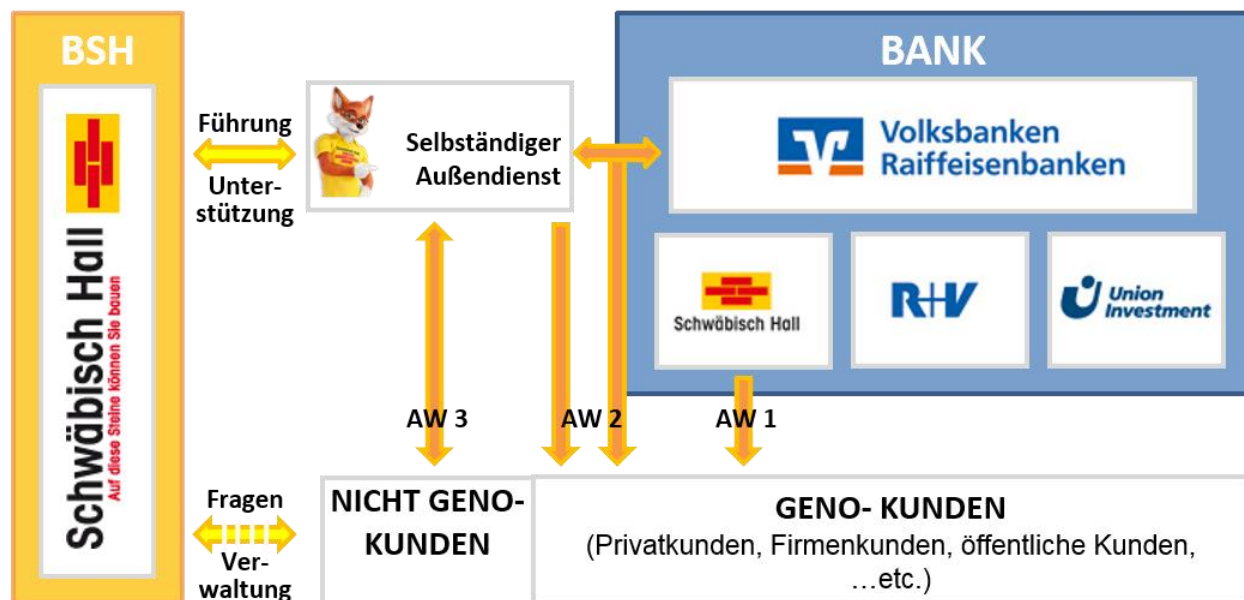 BSH
Schwäbisch Hall
Auf diese Steine können Sie bauen
Führung
Unter-
stützung
Selbständiger
Außendienst
BANK
Volksbanken
Raiffeisenbanken
Schwäbisch Hall
R+V
Union
Investment
AW 3
AW 2
AW 1
Fragen
Ver-
waltung
NICHT GENO-
KUNDEN
GENO- KUNDEN
(Privatkunden, Firmenkunden, öffentliche Kunden,
…etc.)